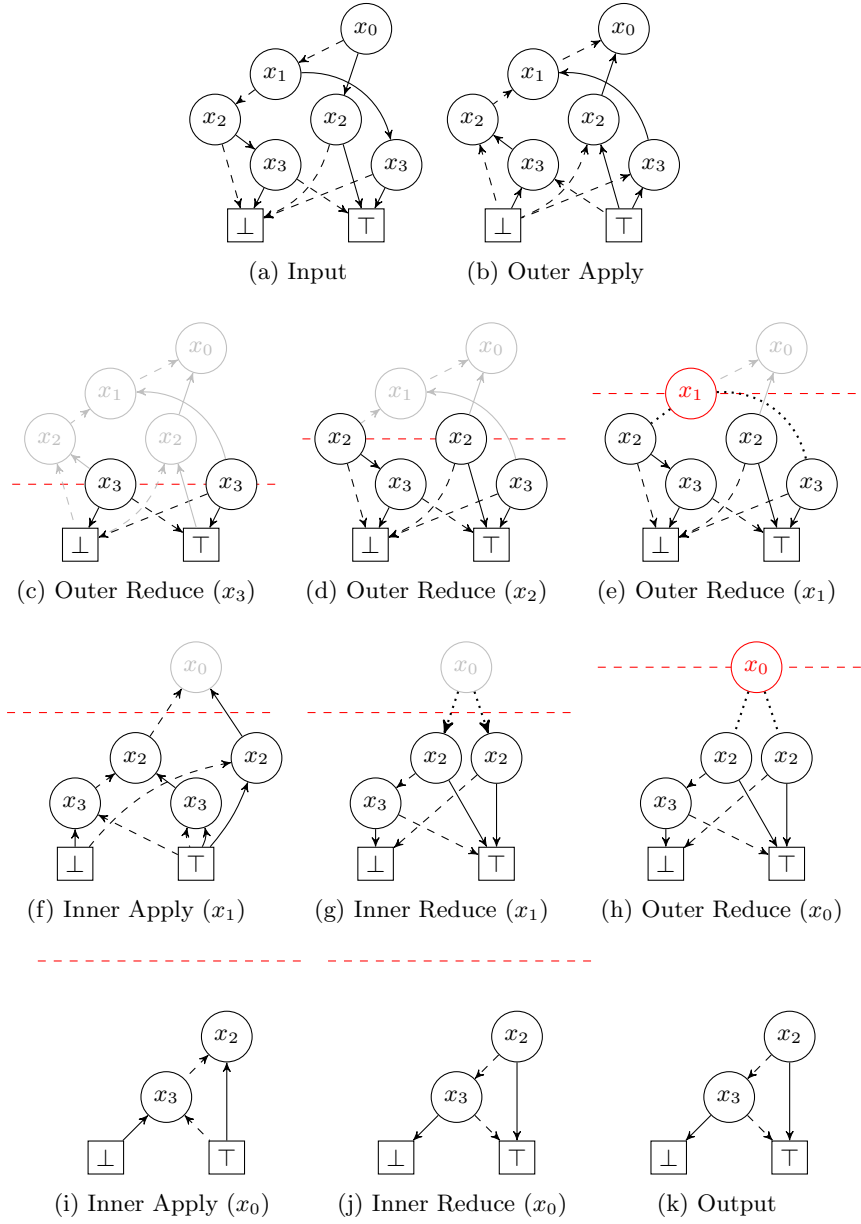 x₀
x₁
x₂ x₂
x₃ x₃
⊥ ⊤
(a) Input
x₀
x₁
x₂ x₂
x₃ x₃
⊥ ⊤
(b) Outer Apply
x₀
x₁
x₂ x₂
x₃ x₃
⊥ ⊤
(c) Outer Reduce (x₃)
x₀
x₁
x₂ x₂
x₃ x₃
⊥ ⊤
(d) Outer Reduce (x₂)
x₀
x₁
x₂ x₂
x₃ x₃
⊥ ⊤
(e) Outer Reduce (x₁)
x₀
x₂ x₂
x₃ x₃
⊥ ⊤
(f) Inner Apply (x₁)
x₀
x₂ x₂
x₃
⊥ ⊤
(g) Inner Reduce (x₁)
x₀
x₂ x₂
x₃
⊥ ⊤
(h) Outer Reduce (x₀)
x₂
x₃
⊥ ⊤
(i) Inner Apply (x₀)
x₂
x₃
⊥ ⊤
(j) Inner Reduce (x₀)
x₂
x₃
⊥ ⊤
(k) Output